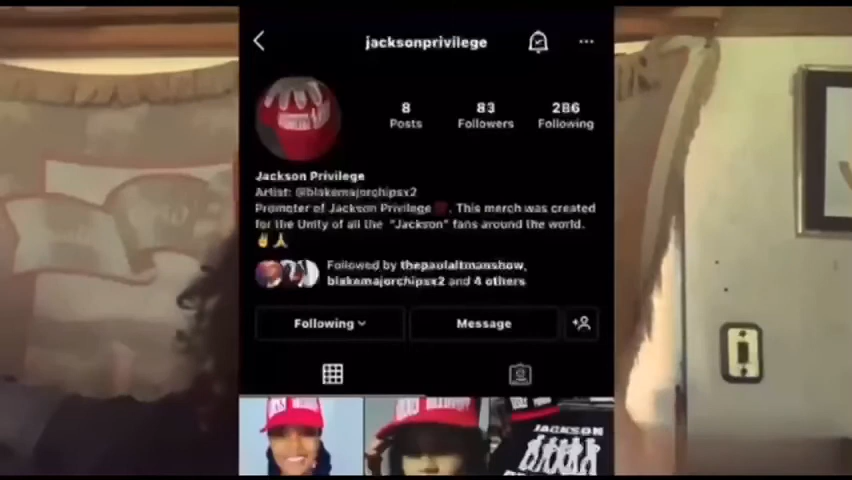 jacksonprivilege
8 83 286
Posts Followers Following
Jackson Privilege
Artist: @blakemajorchipsx2
Promoter of Jackson Privilege . This merch was created
for the Unity of all the "Jackson" fans around the world.
Followed by thepaulaltmanshow,
blakemajorchipsx2 and 4 others
Following Message
JACKSON